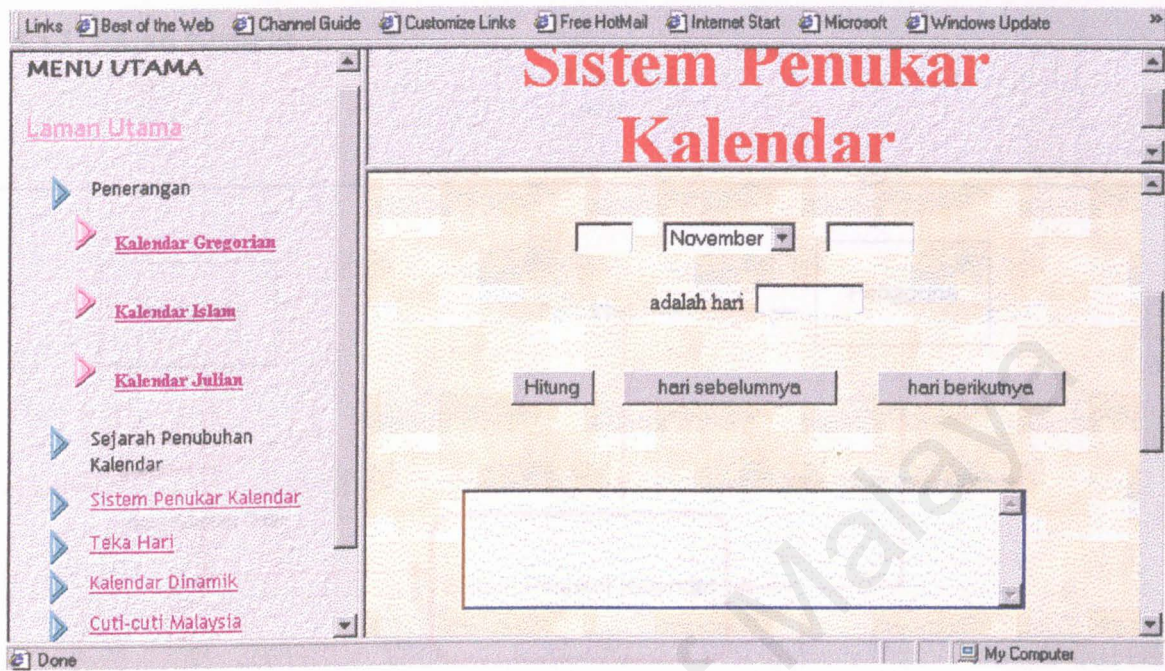 Links Best of the Web Channel Guide Customize Links Free HotMail Internet Start Microsoft Windows Update »
MENU UTAMA
Laman Utama
Penerangan
Kalendar Gregorian
Kalendar Islam
Kalendar Julian
Sejarah Penubuhan
Kalendar
Sistem Penukar Kalendar
Teka Hari
Kalendar Dinamik
Cuti-cuti Malaysia
Sistem Penukar
Kalendar
November
adalah hari
Hitung hari sebelumnya hari berikutnya
Done My Computer
s Malaya